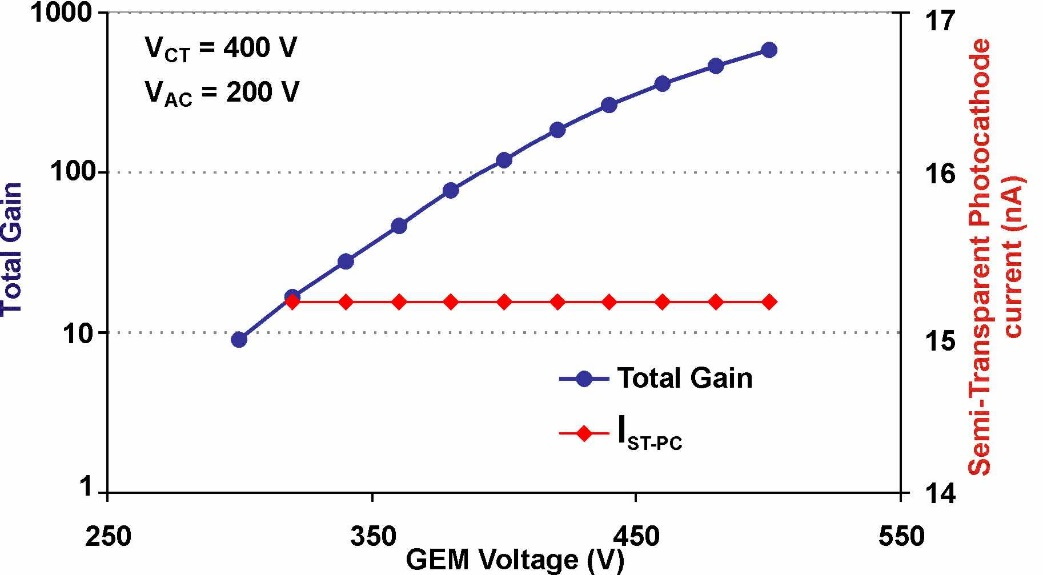 1000
100
10
1
Total Gain
V_CT = 400 V
V_AC = 200 V
Total Gain
I_ST-PC
17
16
15
14
Semi-Transparent Photocathode
current (nA)
250 350 450 550
GEM Voltage (V)